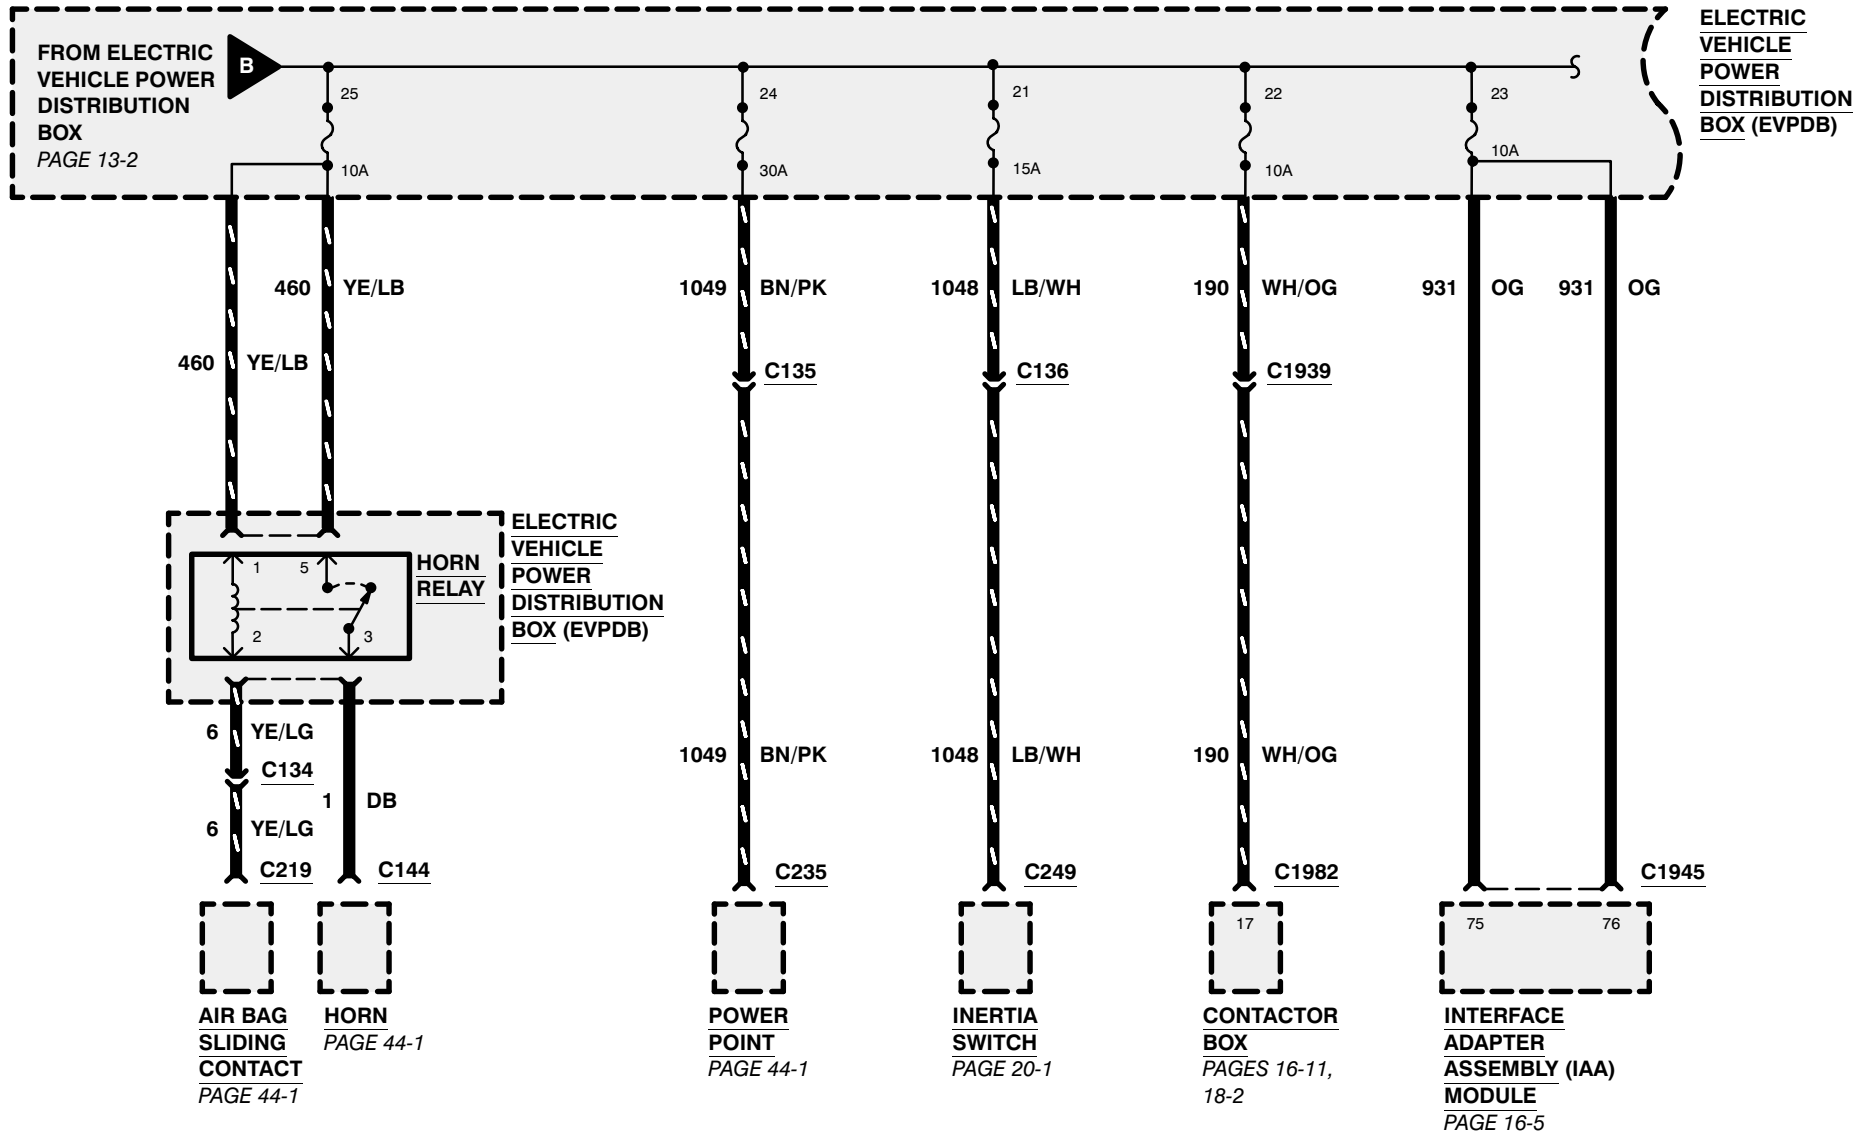 FROM ELECTRIC
VEHICLE POWER
DISTRIBUTION
BOX
PAGE 13-2
B
25
10A
24
30A
21
15A
22
10A
23
10A
ELECTRIC
VEHICLE
POWER
DISTRIBUTION
BOX (EVPDB)
460 YE/LB
1049 BN/PK
1048 LB/WH
190 WH/OG
931 OG
931 OG
460 YE/LB
C135
C136
C1939
ELECTRIC
VEHICLE
POWER
DISTRIBUTION
BOX (EVPDB)
HORN
RELAY
1
5
2
3
6 YE/LG
C134
1 DB
6 YE/LG
1049 BN/PK
1048 LB/WH
190 WH/OG
C219
C144
C235
C249
C1982
C1945
17
75
76
AIR BAG
SLIDING
CONTACT
PAGE 44-1
HORN
PAGE 44-1
POWER
POINT
PAGE 44-1
INERTIA
SWITCH
PAGE 20-1
CONTACTOR
BOX
PAGES 16-11,
18-2
INTERFACE
ADAPTER
ASSEMBLY (IAA)
MODULE
PAGE 16-5